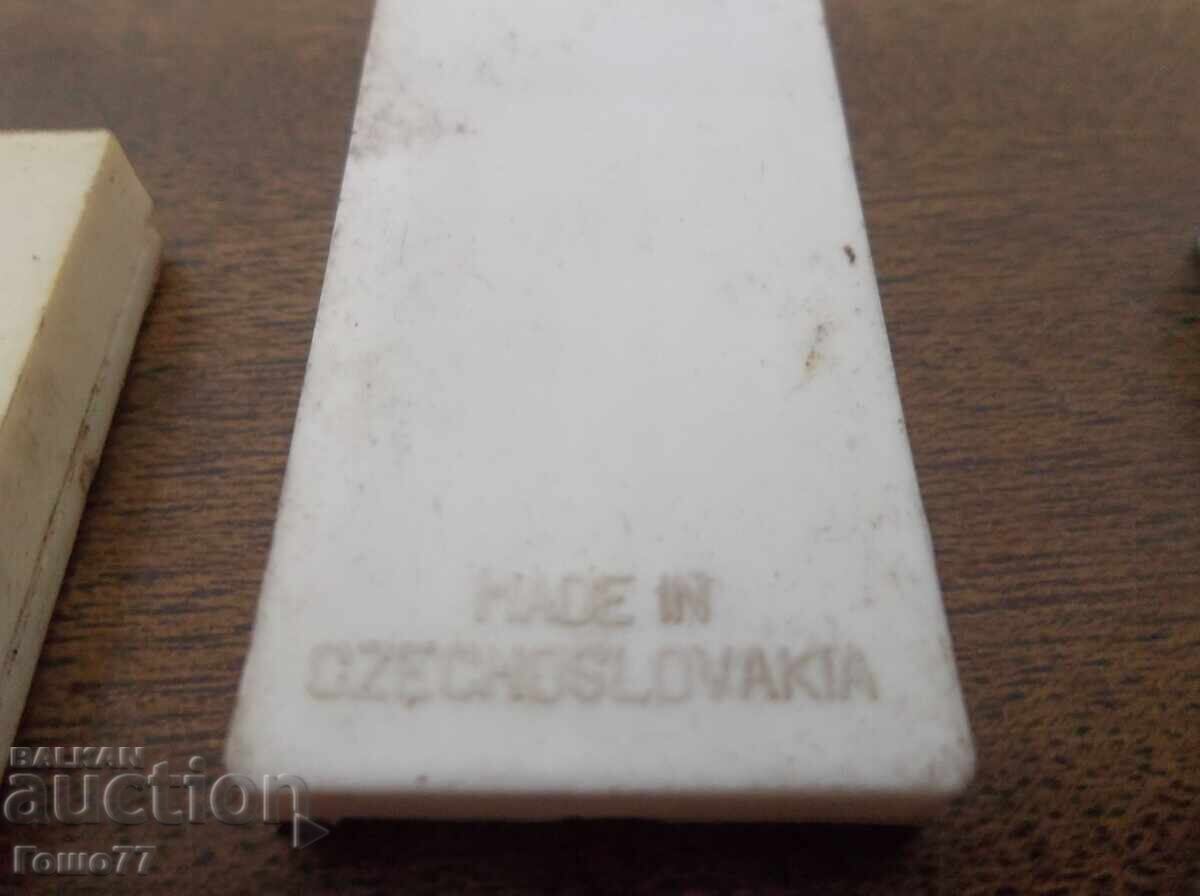 MADE IN
CZECHOSLOVAKIA
BALKAN
auction
Гошо77